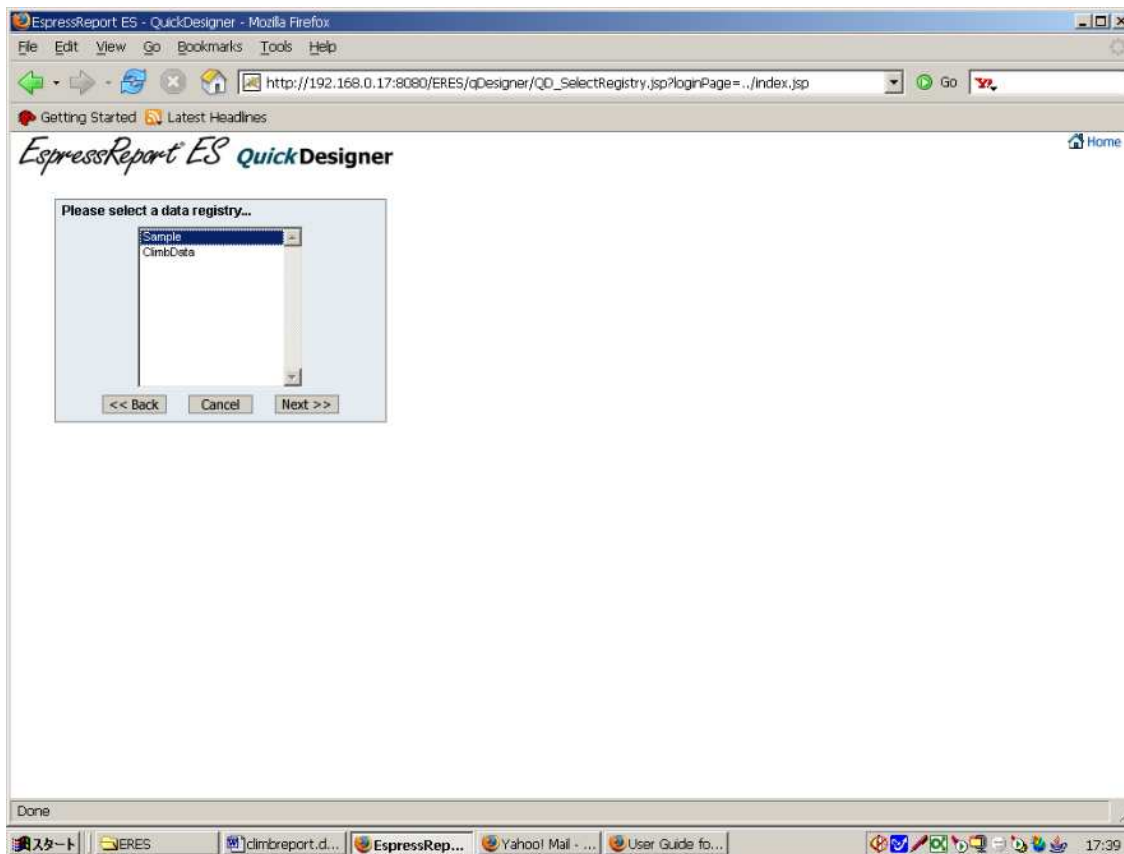 EspressReport ES - QuickDesigner - Mozilla Firefox
File Edit View Go Bookmarks Tools Help
http://192.168.0.17:8080/ERES/qDesigner/QD_SelectRegistry.jsp?loginPage=../index.jsp Go
Getting Started Latest Headlines
EspressReport ES QuickDesigner Home
Please select a data registry...
Sample
ClimbData
<< Back Cancel Next >>
Done
スタート ERES climbreport.d... EspressRep... Yahoo! Mail - ... User Guide fo... 17:39